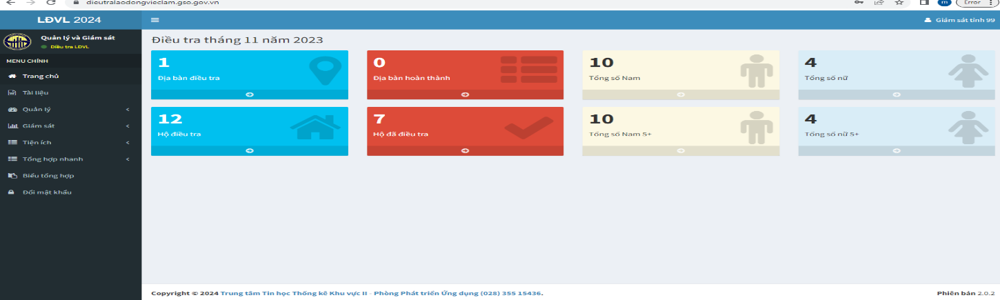 dieutralaodongvieclam.gso.gov.vn
m
Error
LĐVL 2024
Giám sát tỉnh 99
Quản lý và Giám sát
Điều tra LĐVL
MENU CHÍNH
Trang chủ
Tài liệu
Quản lý
Giám sát
Tiện ích
Tổng hợp nhanh
Biểu tổng hợp
Đổi mật khẩu
Điều tra tháng 11 năm 2023
1
Địa bàn điều tra
0
Địa bàn hoàn thành
10
Tổng số Nam
4
Tổng số nữ
12
Hộ điều tra
7
Hộ đã điều tra
10
Tổng số Nam 5+
4
Tổng số nữ 5+
Copyright © 2024 Trung tâm Tin học Thống kê Khu vực II - Phòng Phát triển Ứng dụng (028) 355 15436.
Phiên bản 2.0.2